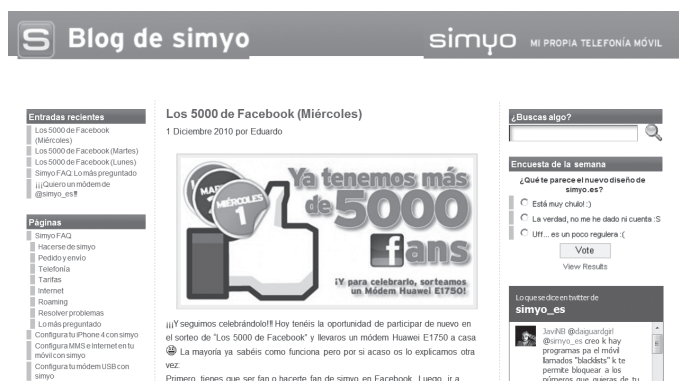 S Blog de simyo
simyo MI PROPIA TELEFONÍA MÓVIL
Entradas recientes
Los 5000 de Facebook
(Miércoles)
Los 5000 de Facebook (Martes)
Los 5000 de Facebook (Lunes)
Simyo FAQ: Lo más preguntado
¡¡¡Quiero un módem de
@simyo_es!!!
Páginas
Simyo FAQ
Hacerse de simyo
Pedido y envío
Telefonía
Tarifas
Internet
Roaming
Resolver problemas
Lo más preguntado
Configura tu iPhone 4 con simyo
Configura MMS e Internet en tu
móvil con simyo
Configura tu módem USB con
simyo
Los 5000 de Facebook (Miércoles)
1 Diciembre 2010 por Eduardo
MIÉRCOLES
1
Ya tenemos más
de 5000
f fans
¡Y para celebrarlo, sorteamos
un Módem Huawei E1750!
¡¡¡Y seguimos celebrándolo!!! Hoy tenéis la oportunidad de participar de nuevo en
el sorteo de "Los 5000 de Facebook" y llevaros un módem Huawei E1750 a casa
La mayoría ya sabéis como funciona pero por si acaso os lo explicamos otra
vez:
Primero, tienes que ser fan o hacerte fan de simyo en Facebook. Luego, ir a
¿Buscas algo?
Encuesta de la semana
¿Qué te parece el nuevo diseño de
simyo.es?
Está muy chulo! :)
La verdad, no me he dado ni cuenta :S
Uff... es un poco regulera :(
Vote
View Results
Lo que se dice en twitter de
simyo_es
JaviNB @daiguardgirl
@simyo_es creo k hay
programas pa el móvil
llamados "blacklists" k te
permite bloquear a los
números que quieras de tu